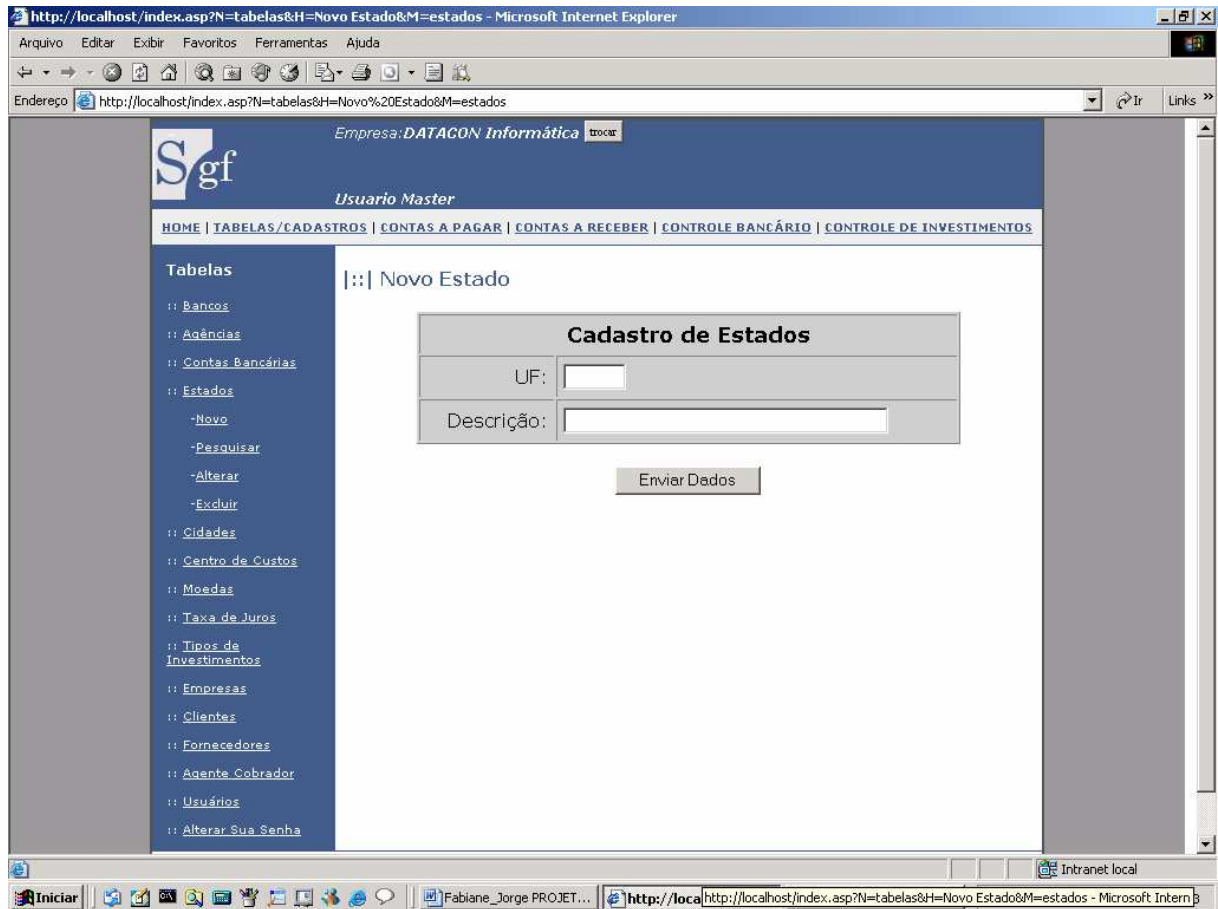 http://localhost/index.asp?N=tabelas&H=Novo Estado&M=estados - Microsoft Internet Explorer
Arquivo Editar Exibir Favoritos Ferramentas Ajuda
Endereço http://localhost/index.asp?N=tabelas&H=Novo%20Estado&M=estados Ir Links »
Sgf
Empresa:DATACON Informática trocar
Usuario Master
HOME | TABELAS/CADASTROS | CONTAS A PAGAR | CONTAS A RECEBER | CONTROLE BANCÁRIO | CONTROLE DE INVESTIMENTOS
Tabelas
:: Bancos
:: Agências
:: Contas Bancárias
:: Estados
-Novo
-Pesquisar
-Alterar
-Excluir
:: Cidades
:: Centro de Custos
:: Moedas
:: Taxa de Juros
:: Tipos de
Investimentos
:: Empresas
:: Clientes
:: Fornecedores
:: Agente Cobrador
:: Usuários
:: Alterar Sua Senha
|::| Novo Estado
Cadastro de Estados
UF:
Descrição:
Enviar Dados
Intranet local
Iniciar Fabiane_Jorge PROJET... http://loca http://localhost/index.asp?N=tabelas&H=Novo Estado&M=estados - Microsoft Intern